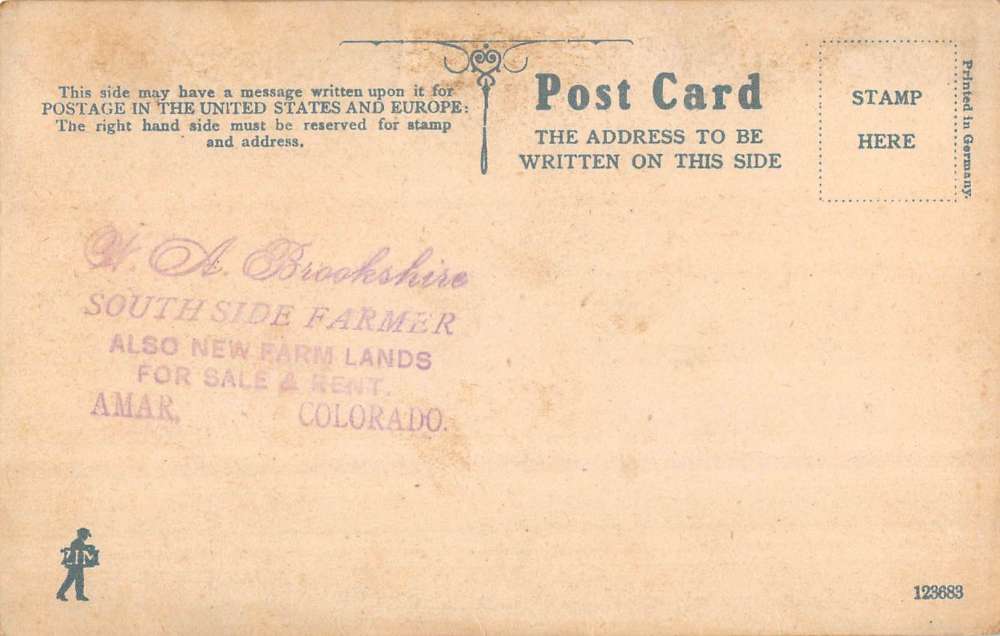 This side may have a message written upon it for
POSTAGE IN THE UNITED STATES AND EUROPE:
The right hand side must be reserved for stamp
and address.
Post Card
THE ADDRESS TO BE
WRITTEN ON THIS SIDE
STAMP
HERE
Printed in Germany.
A. Brookshire
SOUTH SIDE FARMER
ALSO NEW FARM LANDS
FOR SALE & RENT.
AMAR, COLORADO.
ZIM
123683